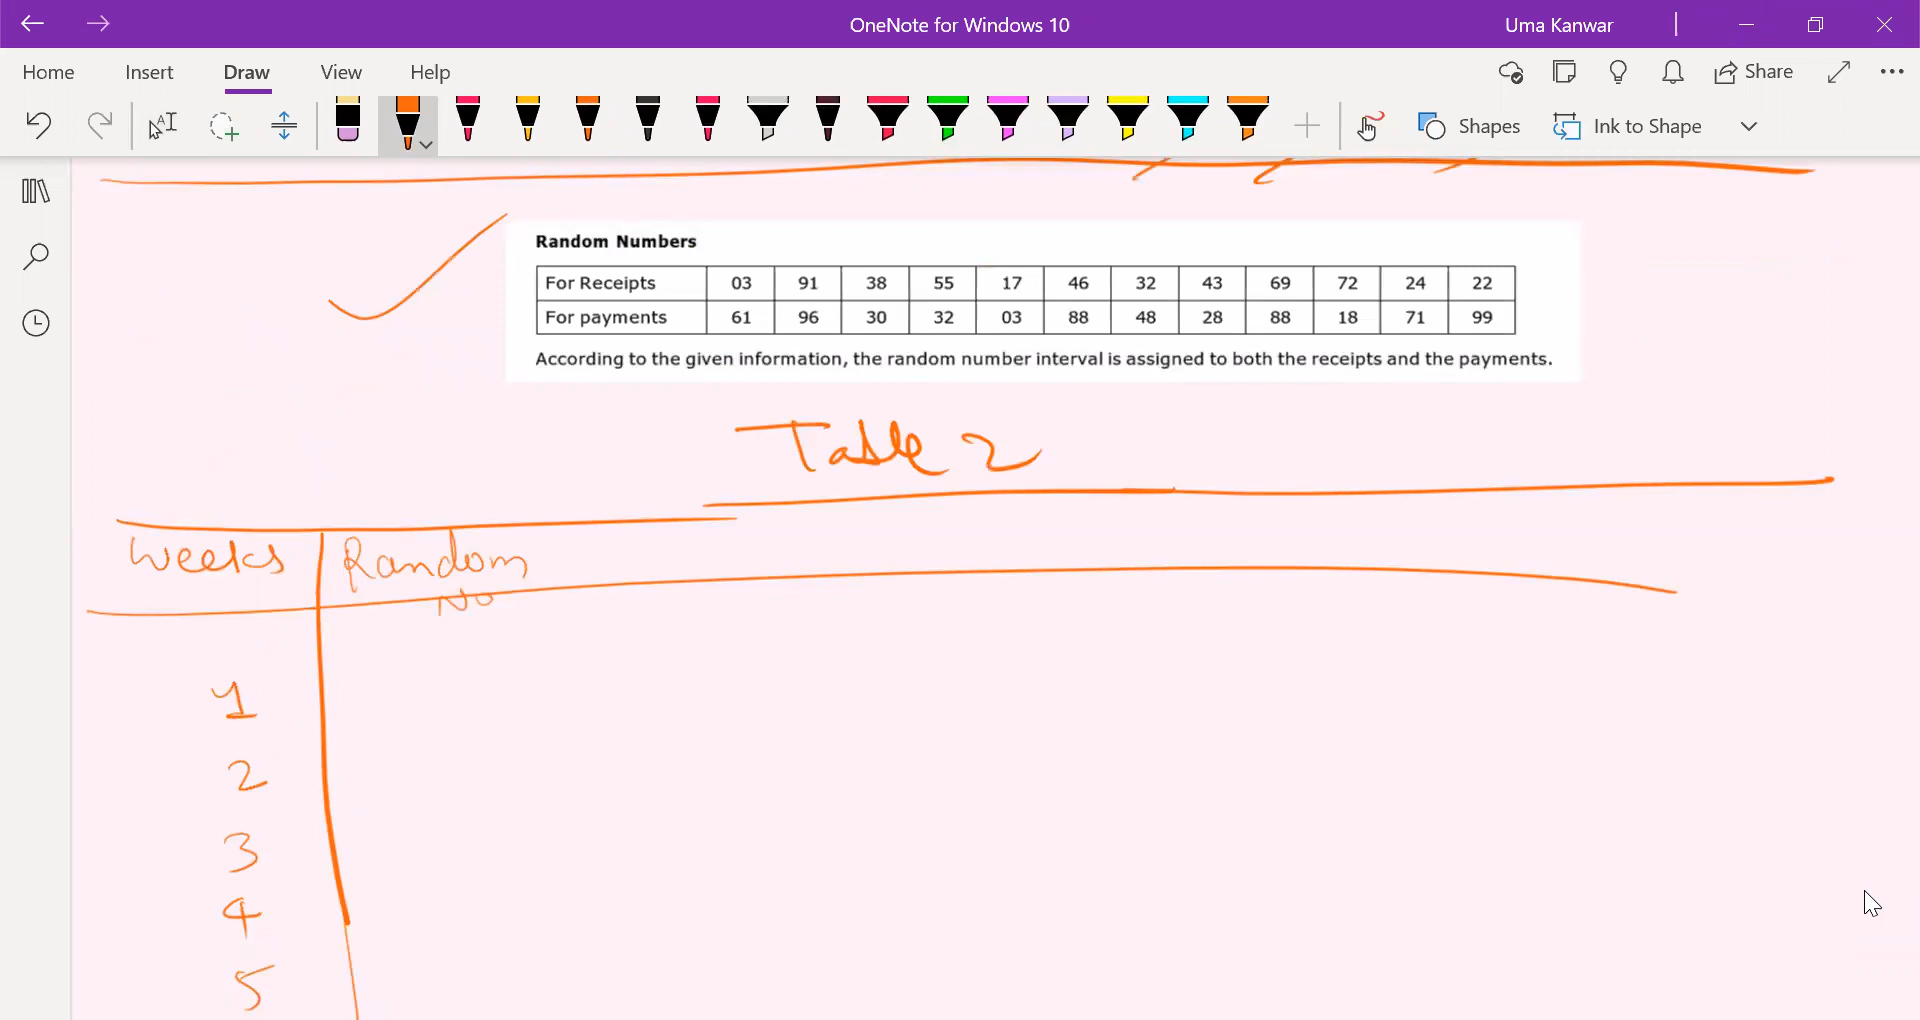 OneNote for Windows 10
Uma Kanwar
Home Insert Draw View Help
Share
Shapes
Ink to Shape
Random Numbers
For Receipts 03 91 38 55 17 46 32 43 69 72 24 22
For payments 61 96 30 32 03 88 48 28 88 18 71 99
According to the given information, the random number interval is assigned to both the receipts and the payments.
Table 2
Weeks Random
No
1
2
3
4
5